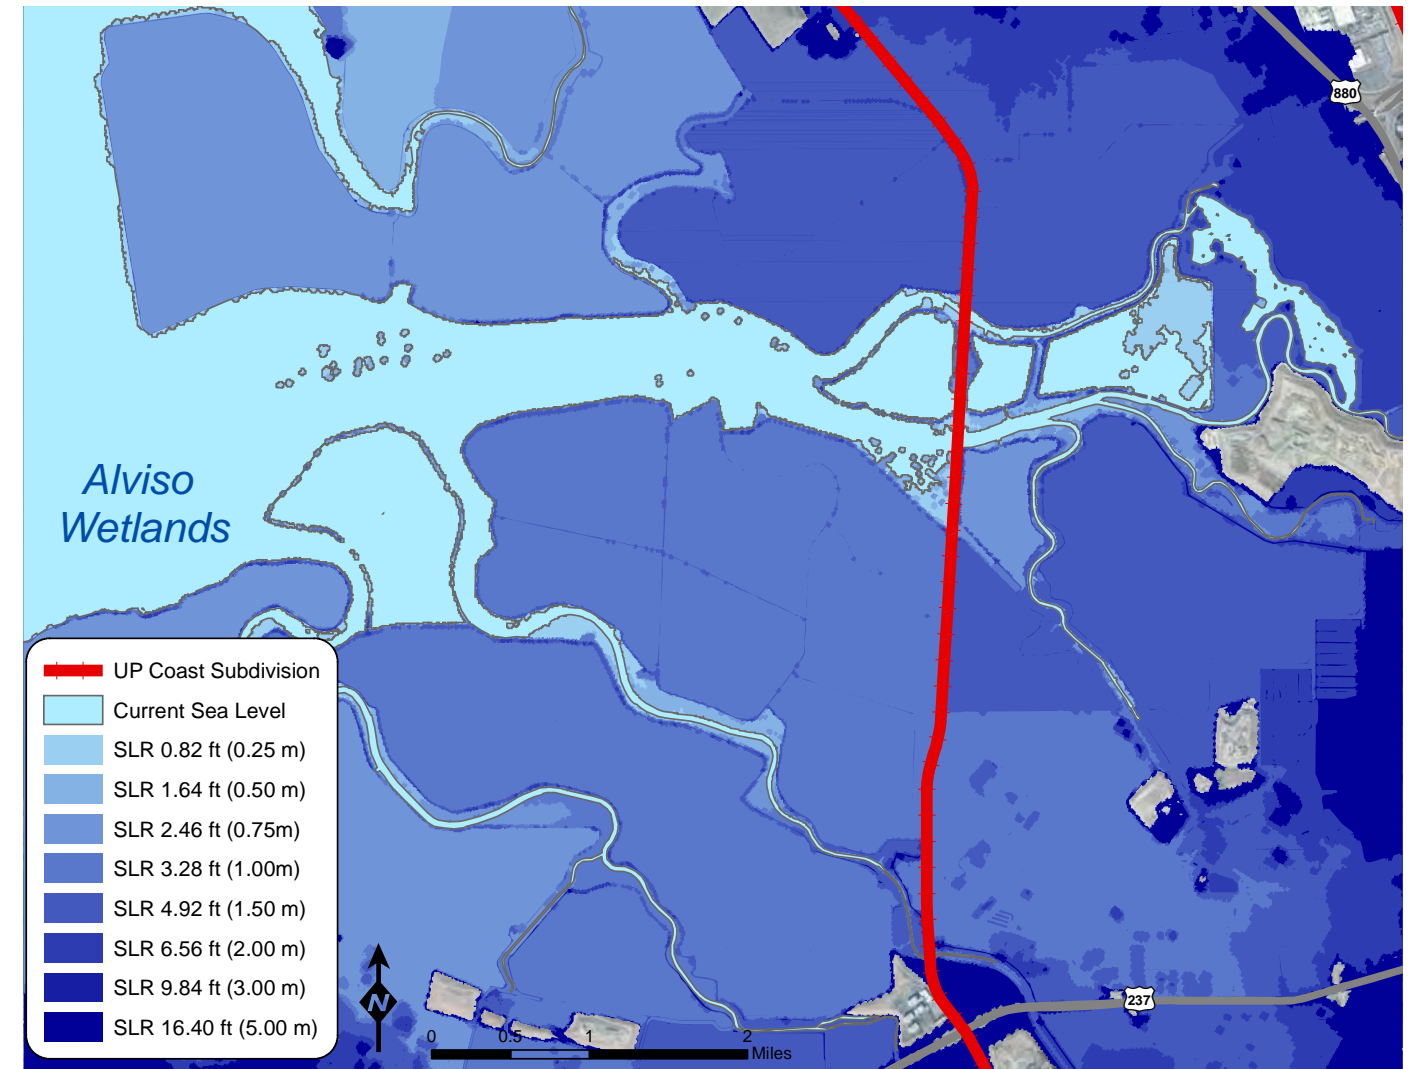 880
Alviso
Wetlands
UP Coast Subdivision
Current Sea Level
SLR 0.82 ft (0.25 m)
SLR 1.64 ft (0.50 m)
SLR 2.46 ft (0.75m)
SLR 3.28 ft (1.00m)
SLR 4.92 ft (1.50 m)
SLR 6.56 ft (2.00 m)
SLR 9.84 ft (3.00 m)
SLR 16.40 ft (5.00 m)
N
237
0 0.5 1 2
Miles